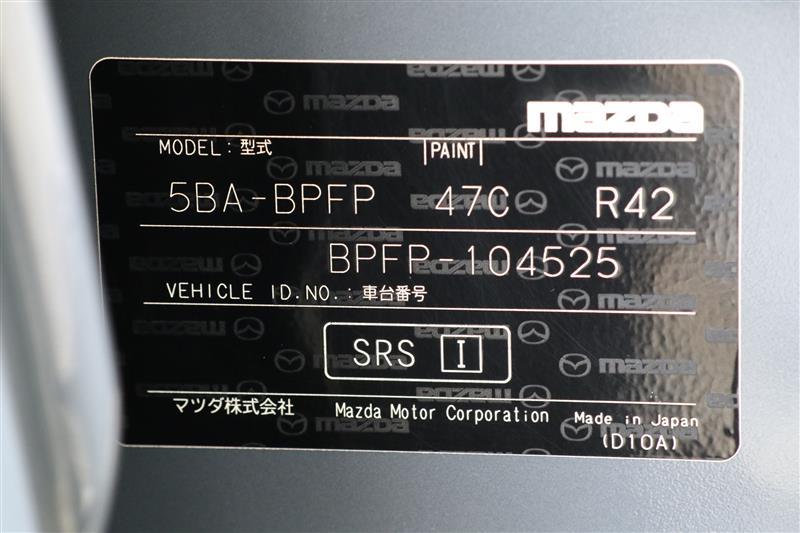 mazda
MODEL: 型式 PAINT
5BA-BPFP 47C R42
BPFP-104525
VEHICLE ID.NO.: 車台番号
SRS I
マツダ株式会社 Mazda Motor Corporation Made in Japan
(D10A)